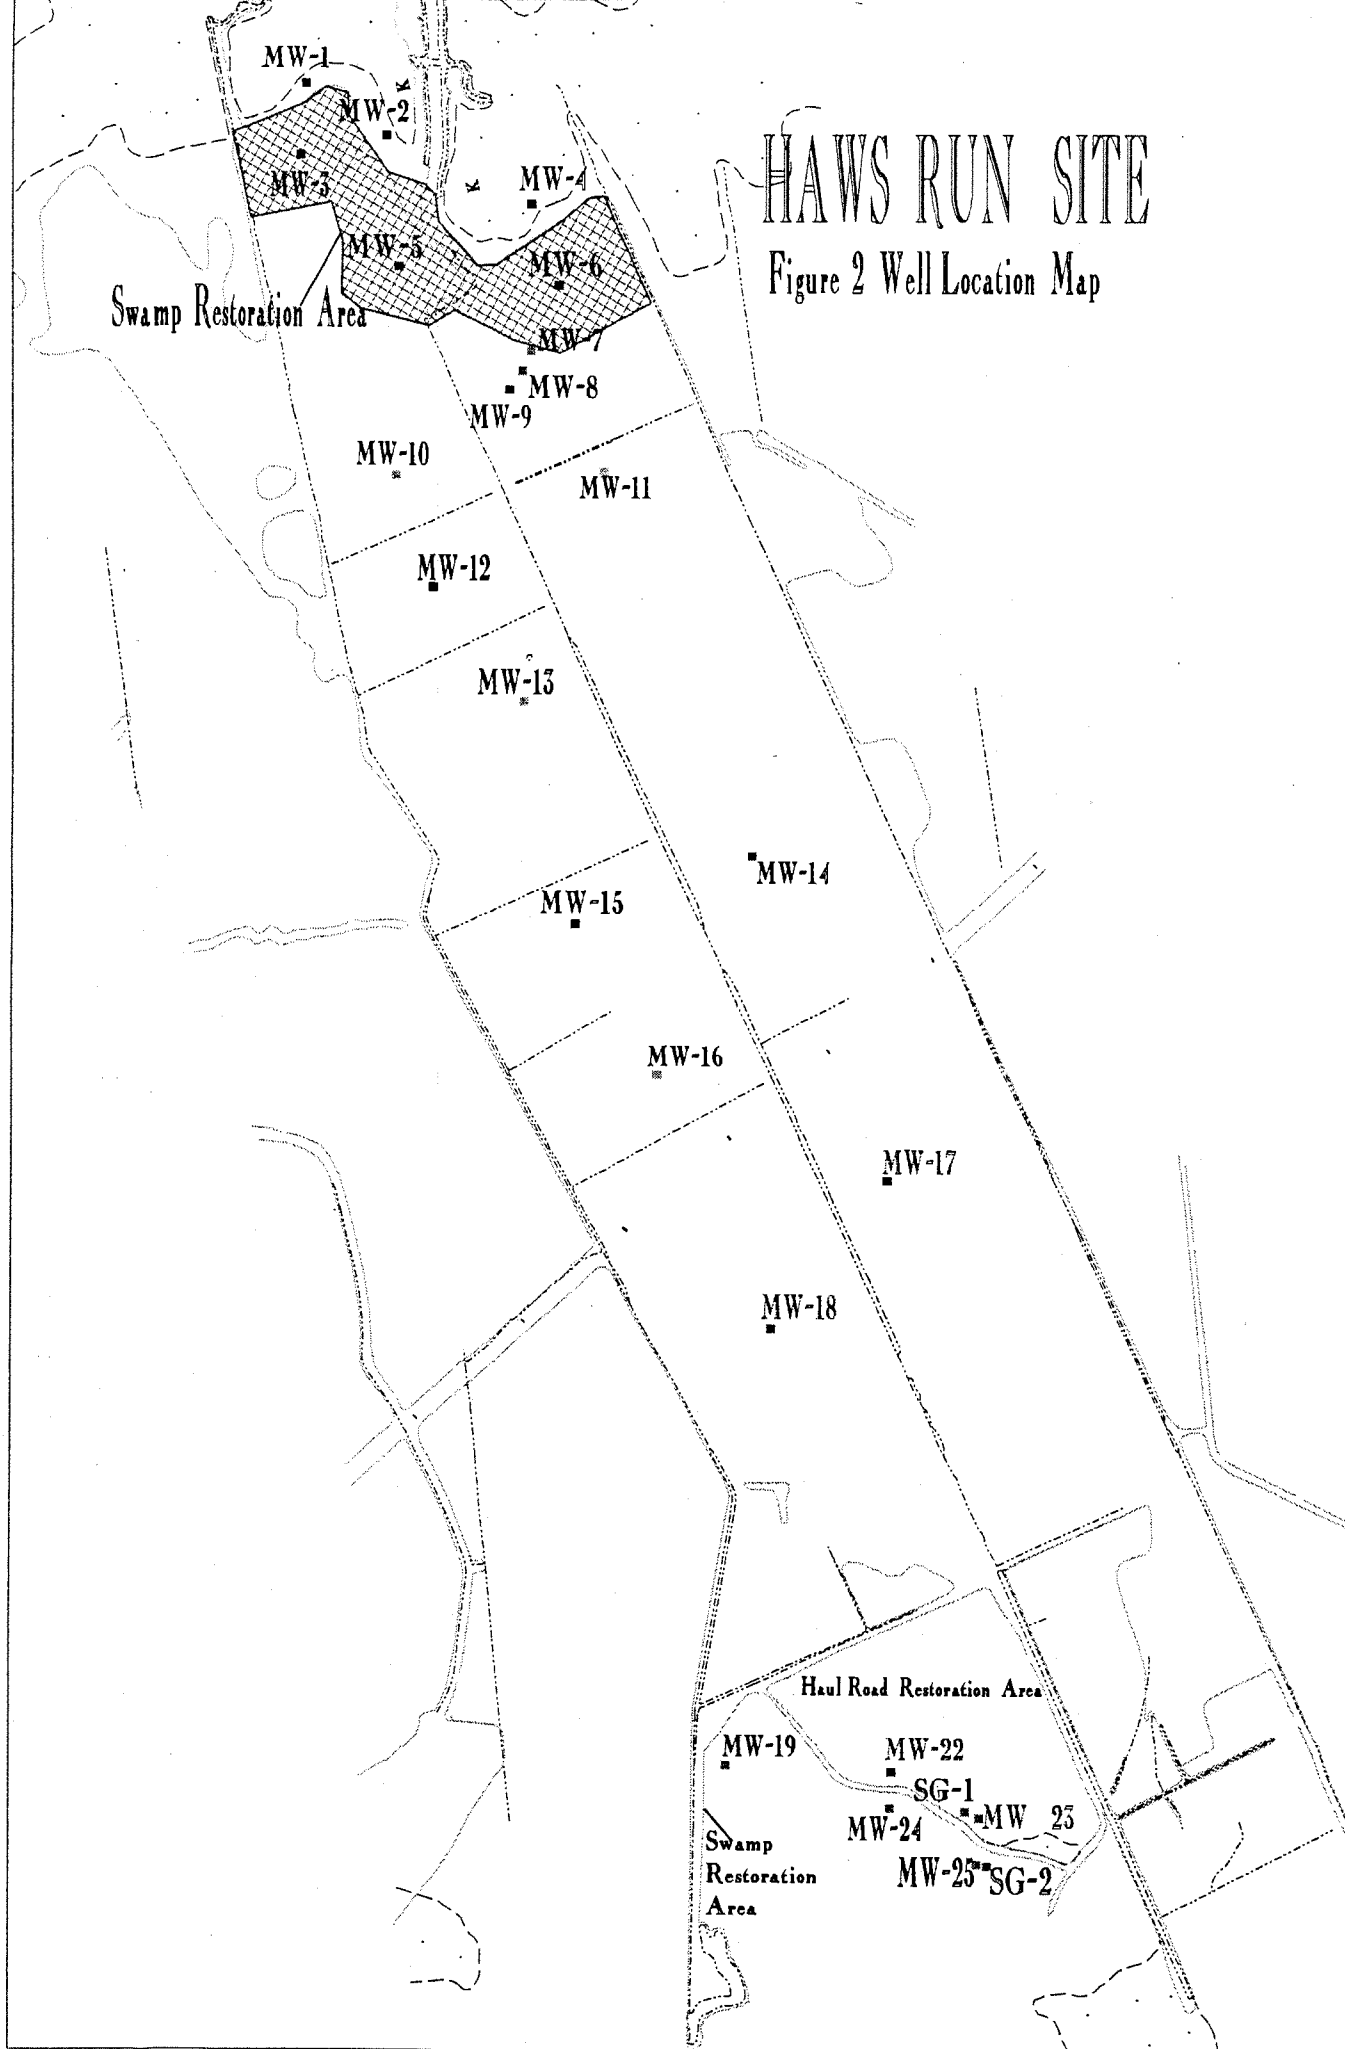 MW-1
K
MW-2
HAWS RUN SITE
K
MW-4
MW-3
MW-5
MW-6
Figure 2 Well Location Map
Swamp Restoration Area
MW-7
MW-8
MW-9
MW-10
MW-11
MW-12
MW-13
MW-14
MW-15
MW-16
MW-17
MW-18
Haul Road Restoration Area
MW-19
MW-22
SG-1
MW 23
MW-24
Swamp
Restoration
Area
MW-25
SG-2